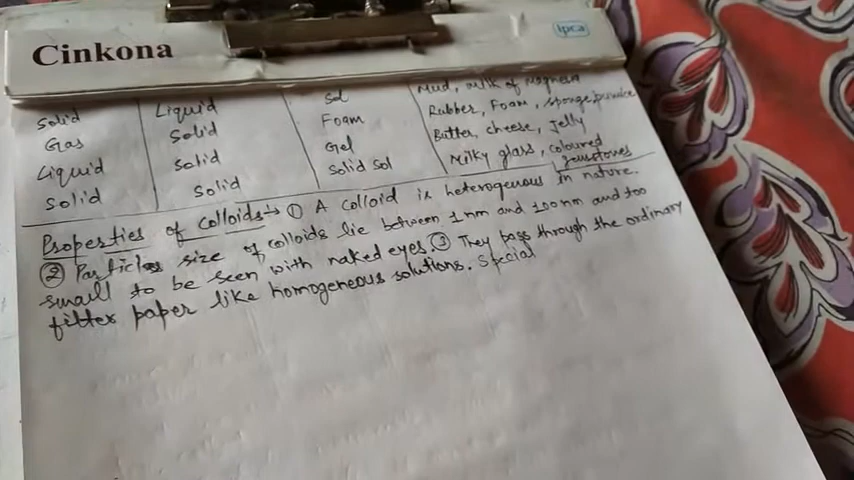 Cinkona
ipca
Solid Liquid Sol Mud, milk of magnesia
Gas Solid Foam Rubber, Foam, sponge, pumice
Liquid Solid Gel Butter, cheese, Jelly
Solid Solid Solid Sol Milky glass, coloured
gemstones
Properties of colloids→ ① A colloid is heterogenous in nature.
② Particles size of colloids lie between 1nm and 100nm and too
small to be seen with naked eyes. ③ They pass through the ordinary
filter paper like homogeneous solutions. Special